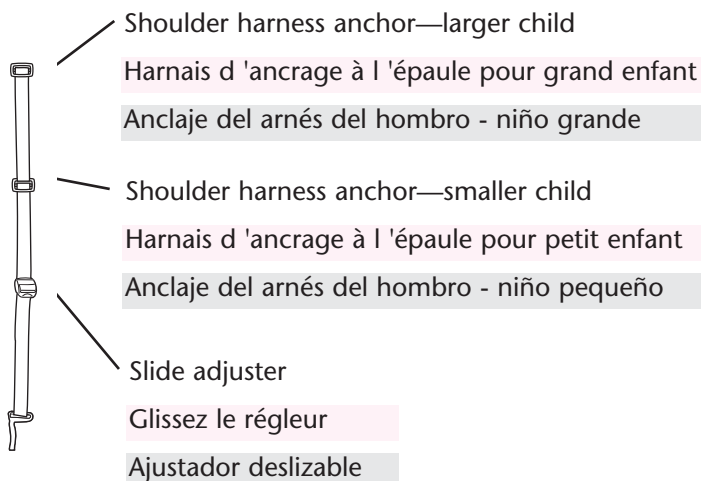 Shoulder harness anchor—larger child
Harnais d 'ancrage à l 'épaule pour grand enfant
Anclaje del arnés del hombro - niño grande
Shoulder harness anchor—smaller child
Harnais d 'ancrage à l 'épaule pour petit enfant
Anclaje del arnés del hombro - niño pequeño
Slide adjuster
Glissez le régleur
Ajustador deslizable